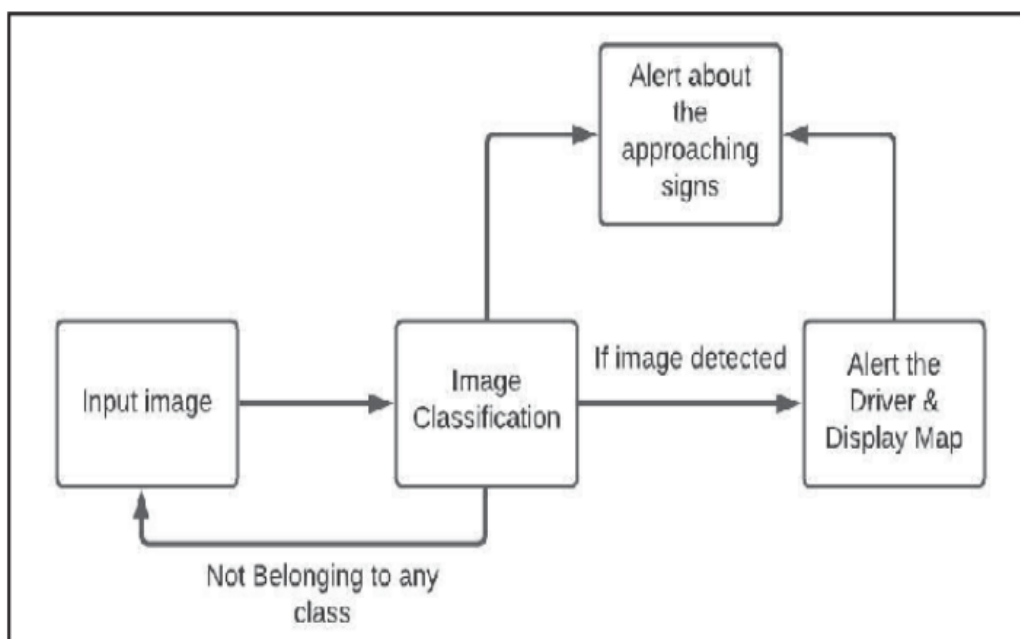 Alert about
the
approaching
signs
Input image
Image
Classification
If image detected
Alert the
Driver &
Display Map
Not Belonging to any
class